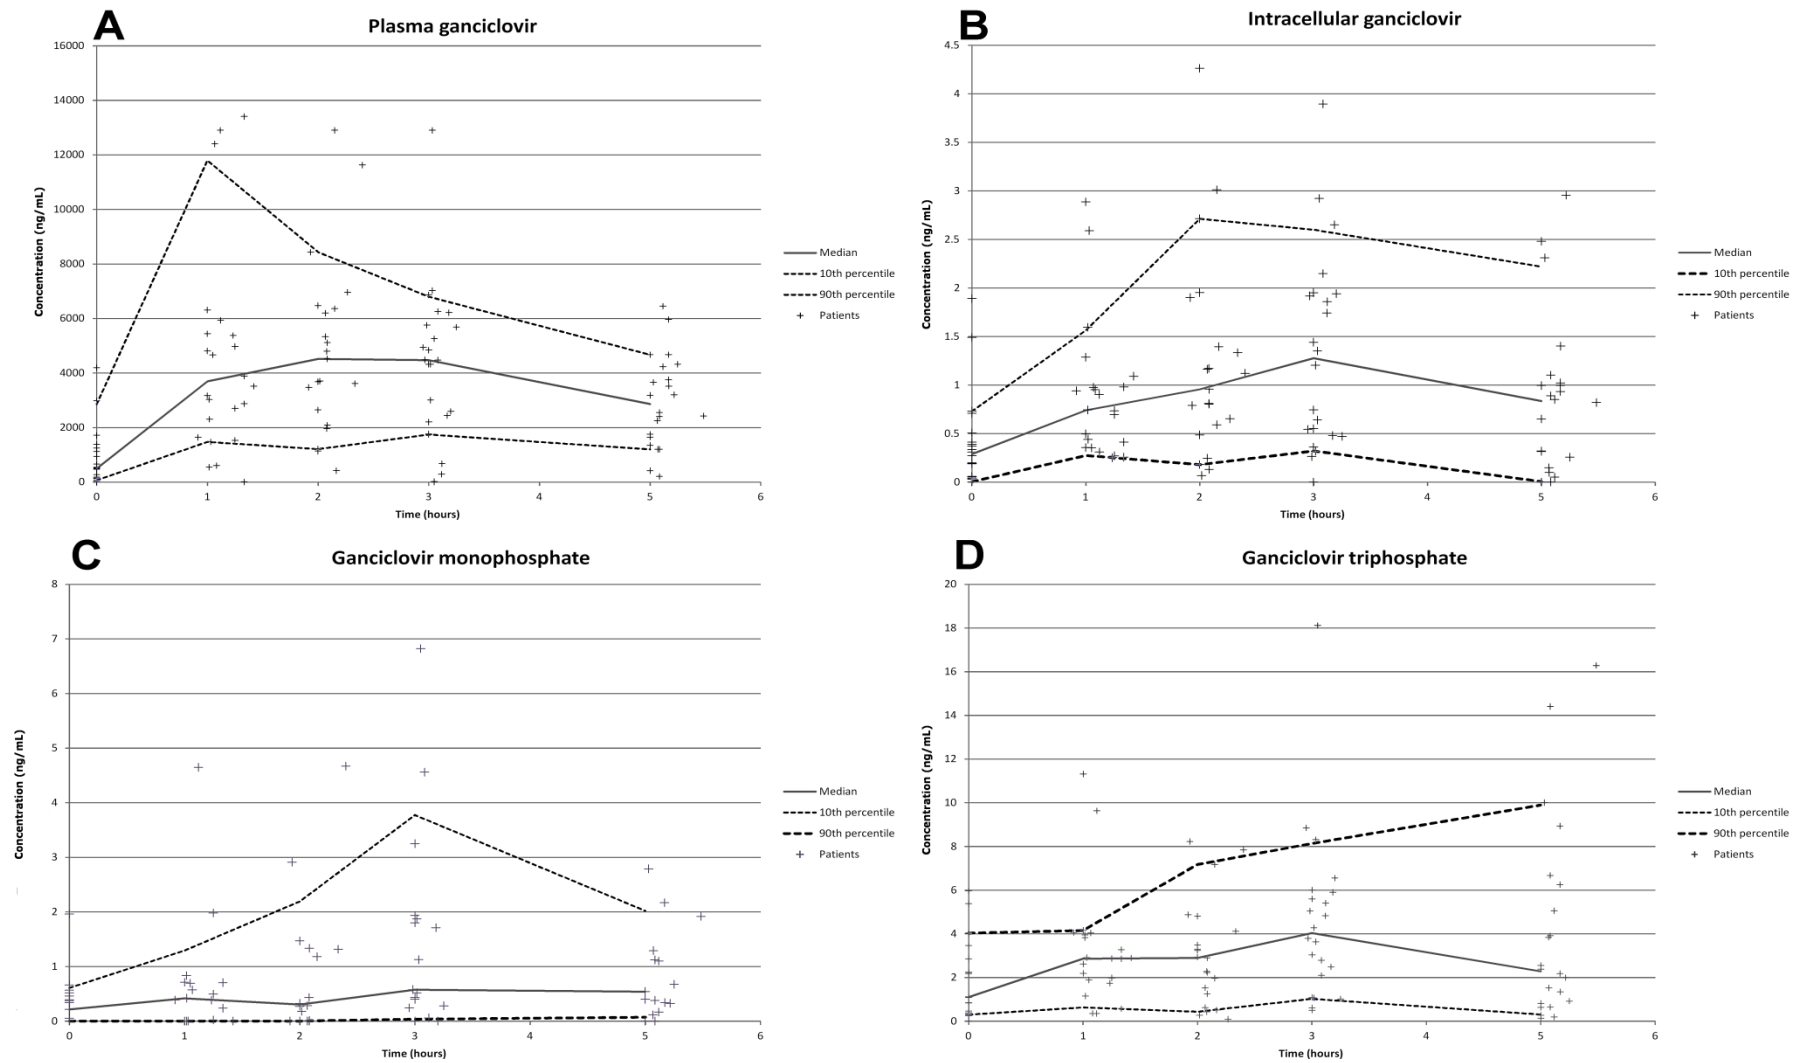 A
Plasma ganciclovir
16000
14000
12000
10000
8000
6000
4000
2000
0
0 1 2 3 4 5 6
Concentration (ng/mL)
Time (hours)
Median
10th percentile
90th percentile
Patients
B
Intracellular ganciclovir
4.5
4
3.5
3
2.5
2
1.5
1
0.5
0
0 1 2 3 4 5 6
Concentration (ng/mL)
Time (hours)
Median
10th percentile
90th percentile
Patients
C
Ganciclovir monophosphate
8
7
6
5
4
3
2
1
0
0 1 2 3 4 5 6
Concentration (ng/mL)
Time (hours)
Median
10th percentile
90th percentile
Patients
D
Ganciclovir triphosphate
20
18
16
14
12
10
8
6
4
2
0
0 1 2 3 4 5 6
Concentration (ng/mL)
Time (hours)
Median
10th percentile
90th percentile
Patients